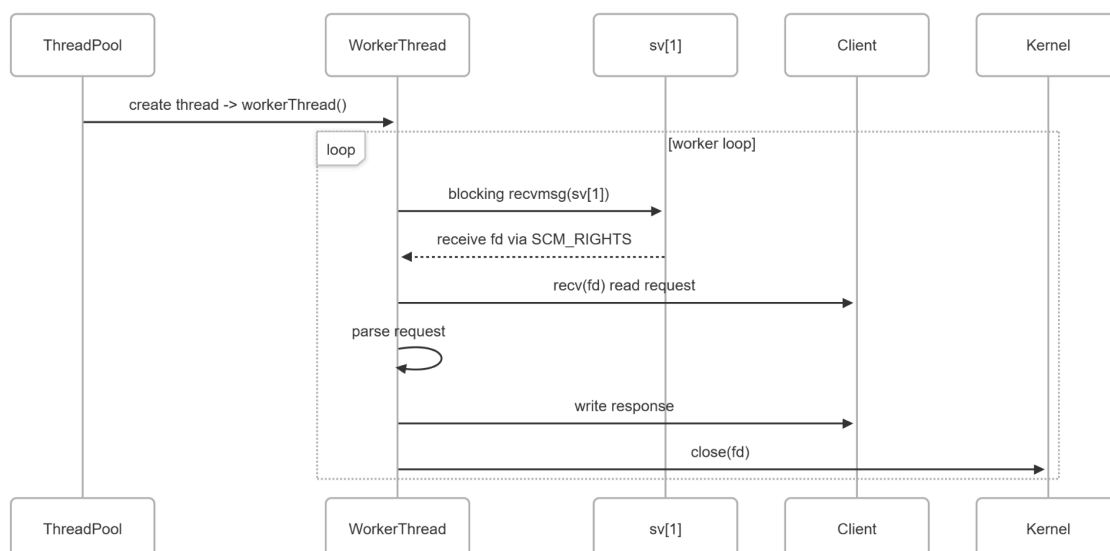 ThreadPool
WorkerThread
sv[1]
Client
Kernel
create thread -> workerThread()
loop
[worker loop]
blocking recvmsg(sv[1])
receive fd via SCM_RIGHTS
recv(fd) read request
parse request
write response
close(fd)
ThreadPool
WorkerThread
sv[1]
Client
Kernel